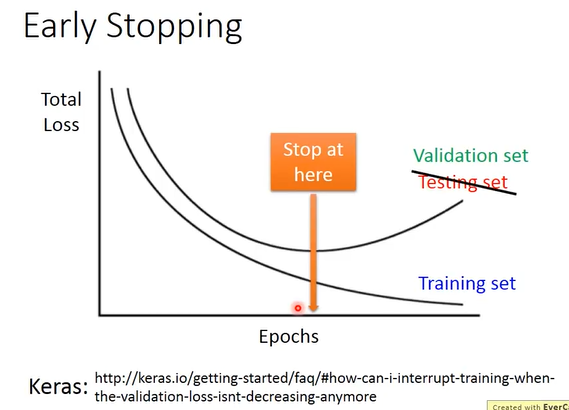 Early Stopping
Total
Loss
Stop at
here
Validation set
Testing set
Training set
Epochs
Keras:
http://keras.io/getting-started/faq/#how-can-i-interrupt-training-when-
the-validation-loss-isnt-decreasing-anymore
Created with